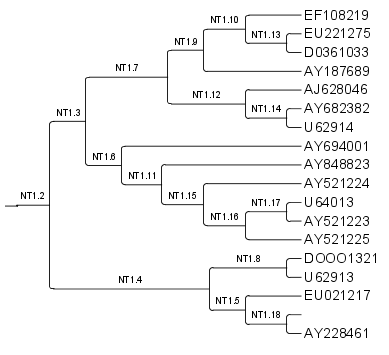 NT1.10
EF108219
NT1.13
EU221275
NT1.9
D0361033
NT1.7
AY187689
NT1.12
AJ628046
NT1.14
AY682382
NT1.3
U62914
NT1.6
AY694001
NT1.11
AY848823
NT1.15
AY521224
NT1.2
NT1.17
U64013
NT1.16
AY521223
AY521225
NT1.8
DOOO1321
NT1.4
U62913
NT1.5
EU021217
NT1.18
AY228461